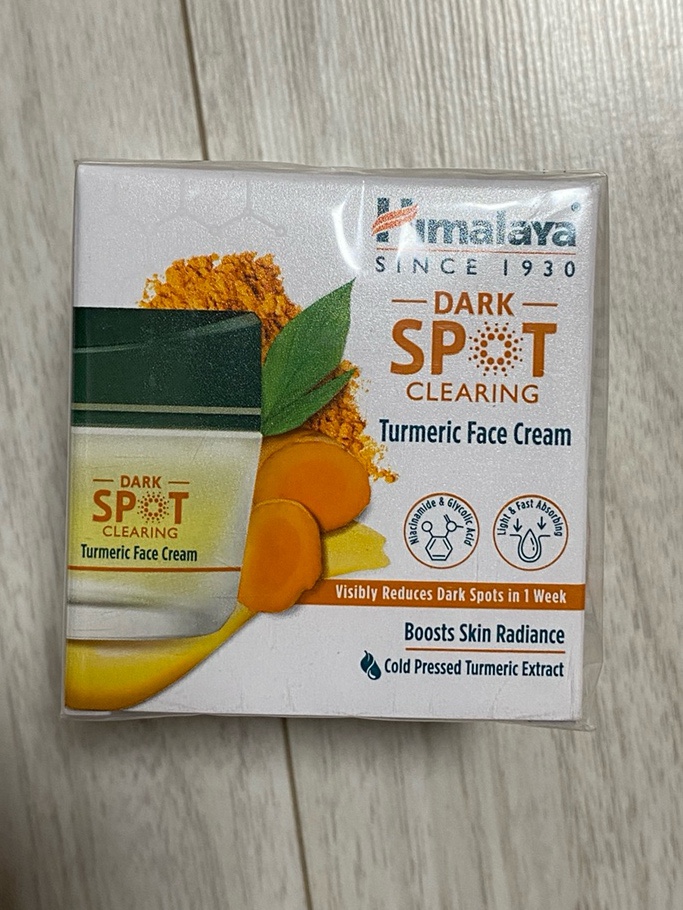 Himalaya
SINCE 1930
DARK
SPOT
CLEARING
Turmeric Face Cream
Niacinamide & Glycolic Acid
Light & Fast Absorbing
DARK
SPOT
CLEARING
Turmeric Face Cream
Visibly Reduces Dark Spots in 1 Week
Boosts Skin Radiance
Cold Pressed Turmeric Extract